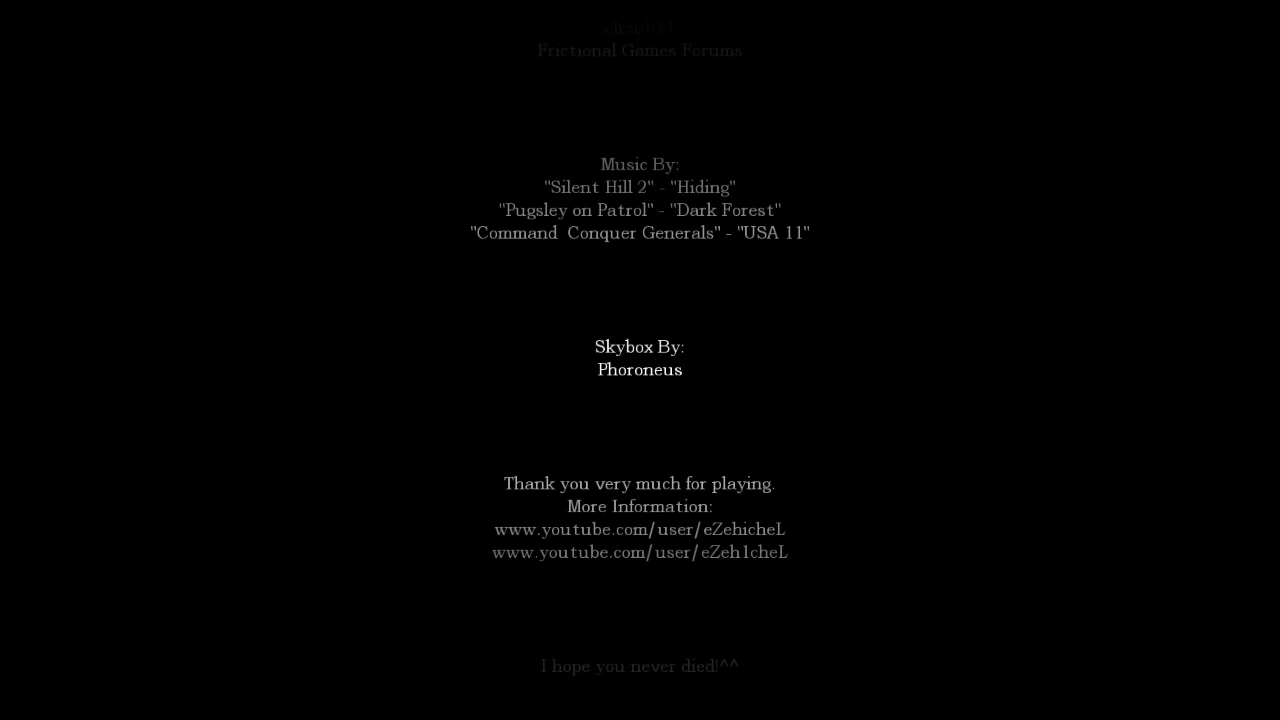 Frictional Games Forums
Music By:
"Silent Hill 2" - "Hiding"
"Pugsley on Patrol" - "Dark Forest"
"Command  Conquer Generals" - "USA 11"
Skybox By:
Phoroneus
Thank you very much for playing.
More Information:
www.youtube.com/user/eZehicheL
www.youtube.com/user/eZeh1cheL
I hope you never died!^^